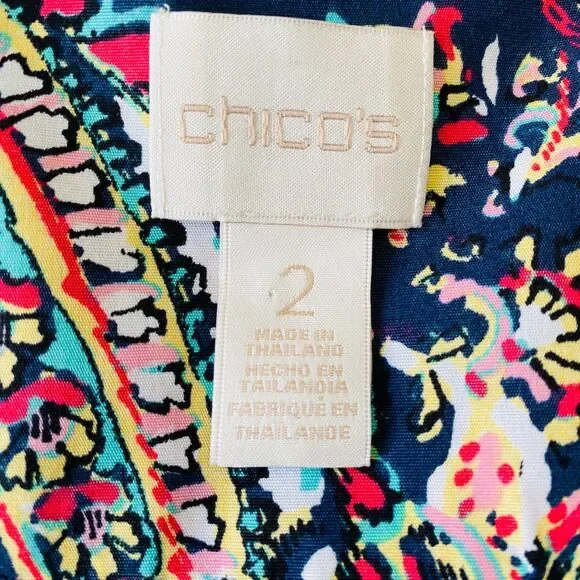 chico's
2
MADE IN
THAILAND
HECHO EN
TAILANDIA
FABRIQUÉ EN
THAÏLANDE